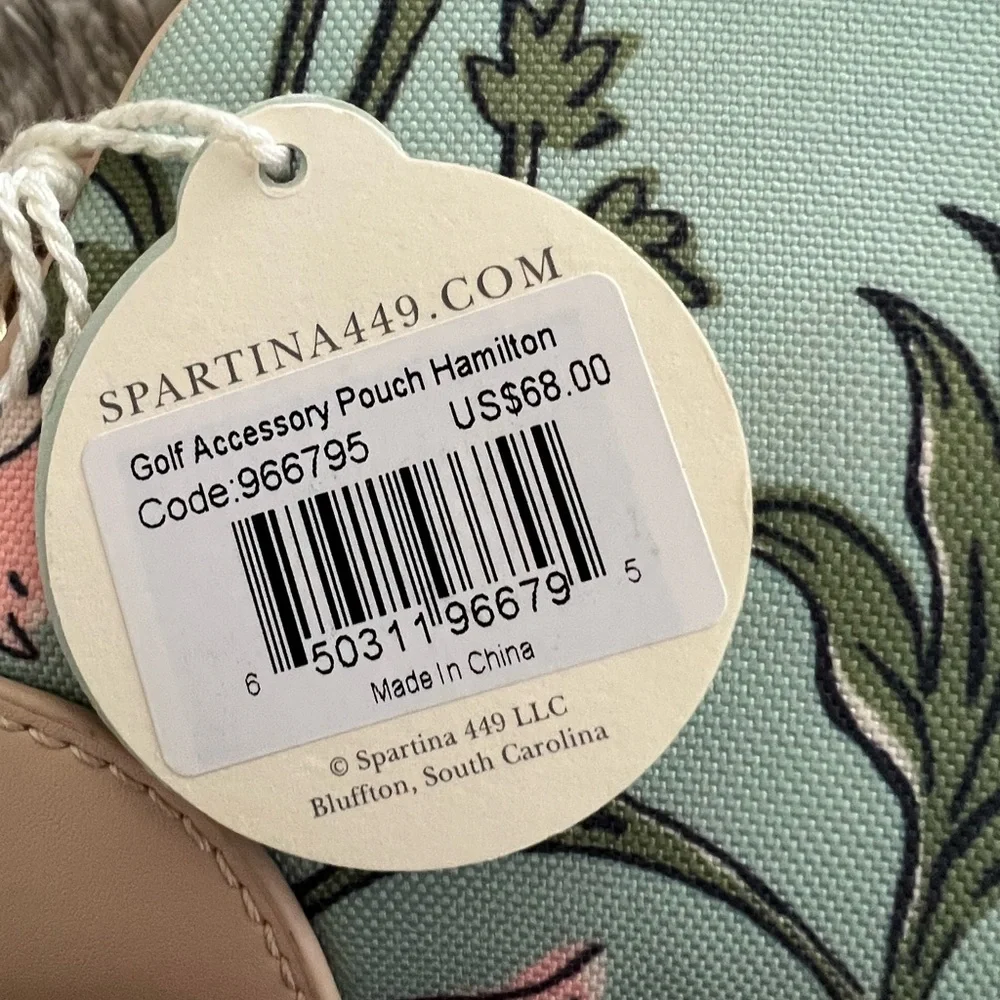 SPARTINA449.COM
Golf Accessory Pouch Hamilton
US$68.00
Code:966795
6 50311 96679 5
Made In China
© Spartina 449 LLC
Bluffton, South Carolina